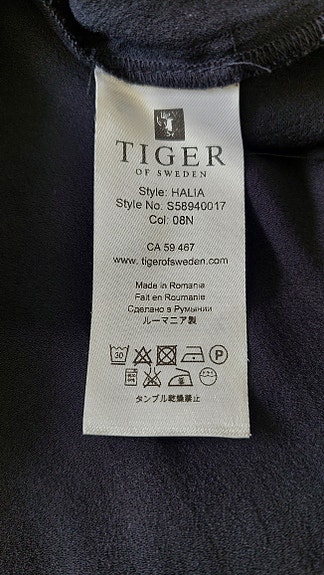 TIGER
OF SWEDEN
Style: HALIA
Style No: S58940017
Col: 08N
CA 59 467
www.tigerofsweden.com
Made in Romania
Fait en Roumanie
Сделано в Румынии
ルーマニア製
30 P
タンブル乾燥禁止